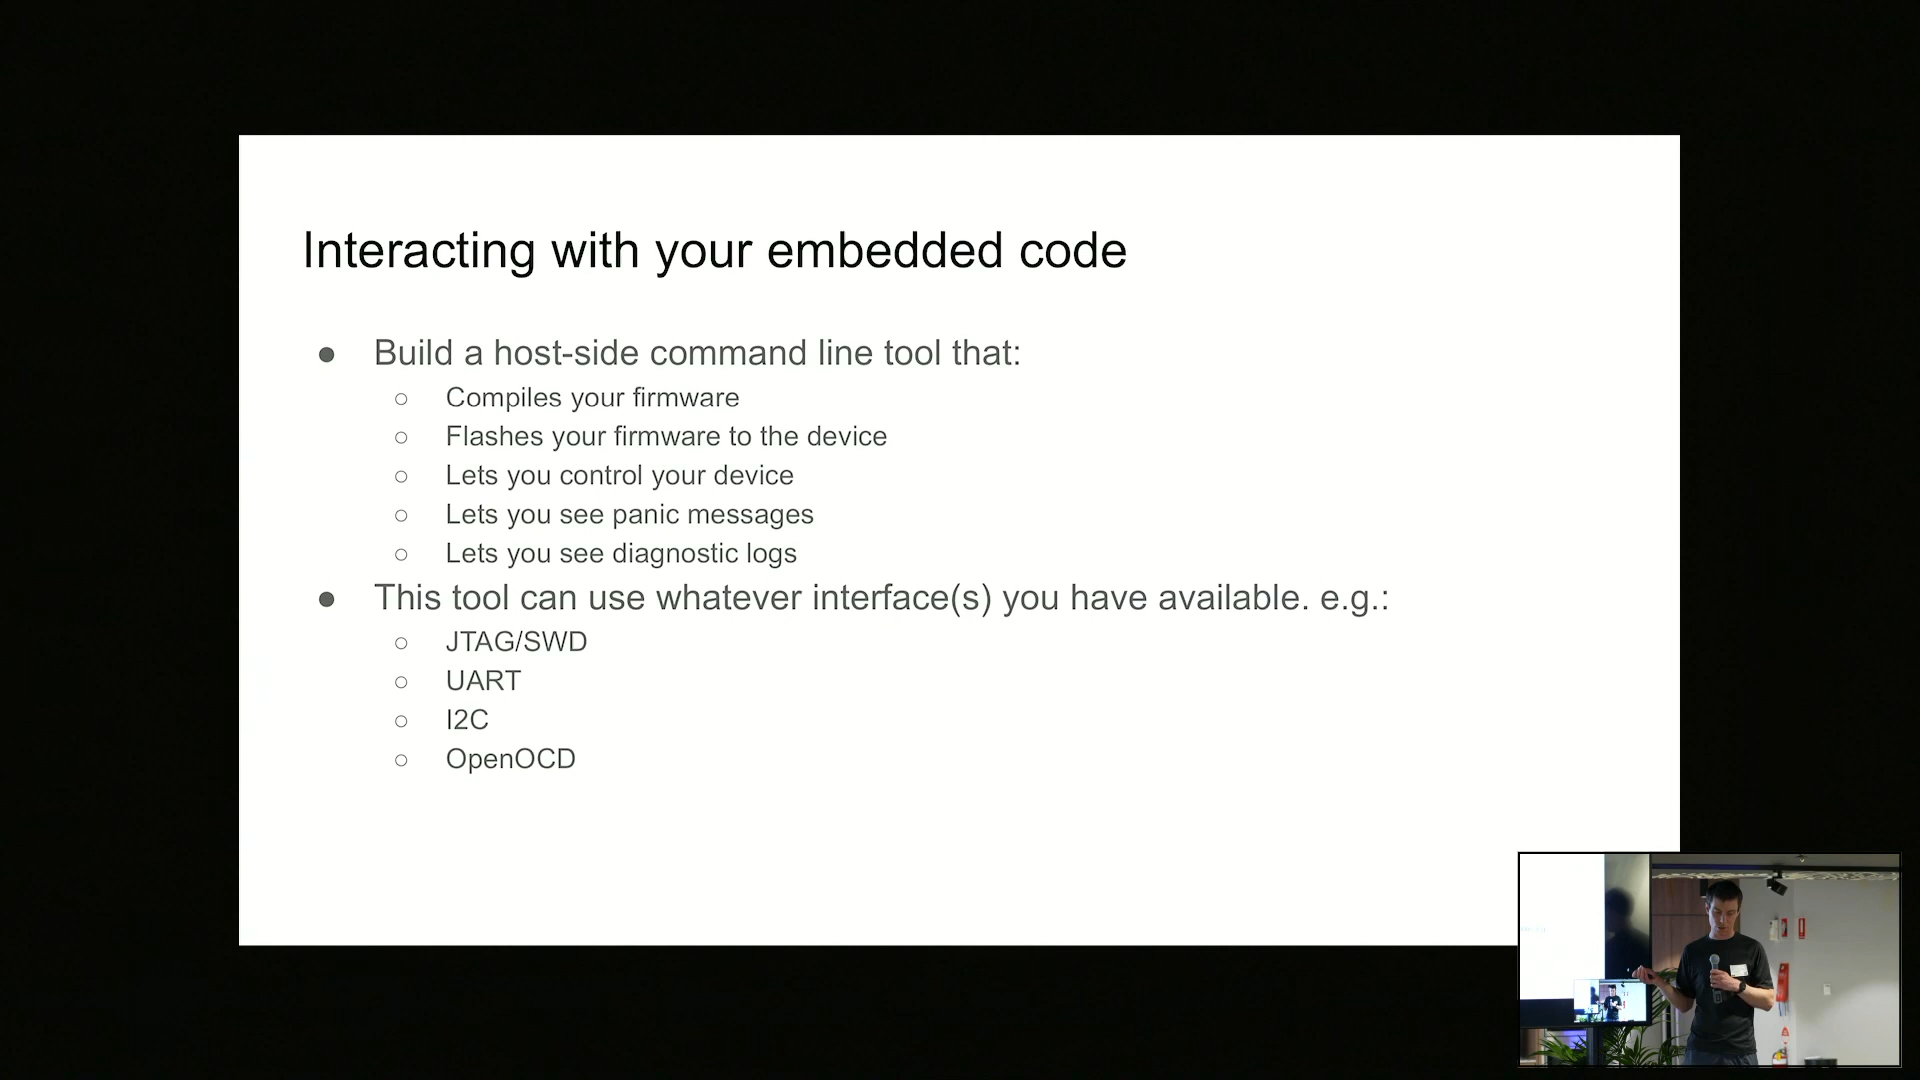 Interacting with your embedded code
● Build a host-side command line tool that:
○ Compiles your firmware
○ Flashes your firmware to the device
○ Lets you control your device
○ Lets you see panic messages
○ Lets you see diagnostic logs
● This tool can use whatever interface(s) you have available. e.g.:
○ JTAG/SWD
○ UART
○ I2C
○ OpenOCD